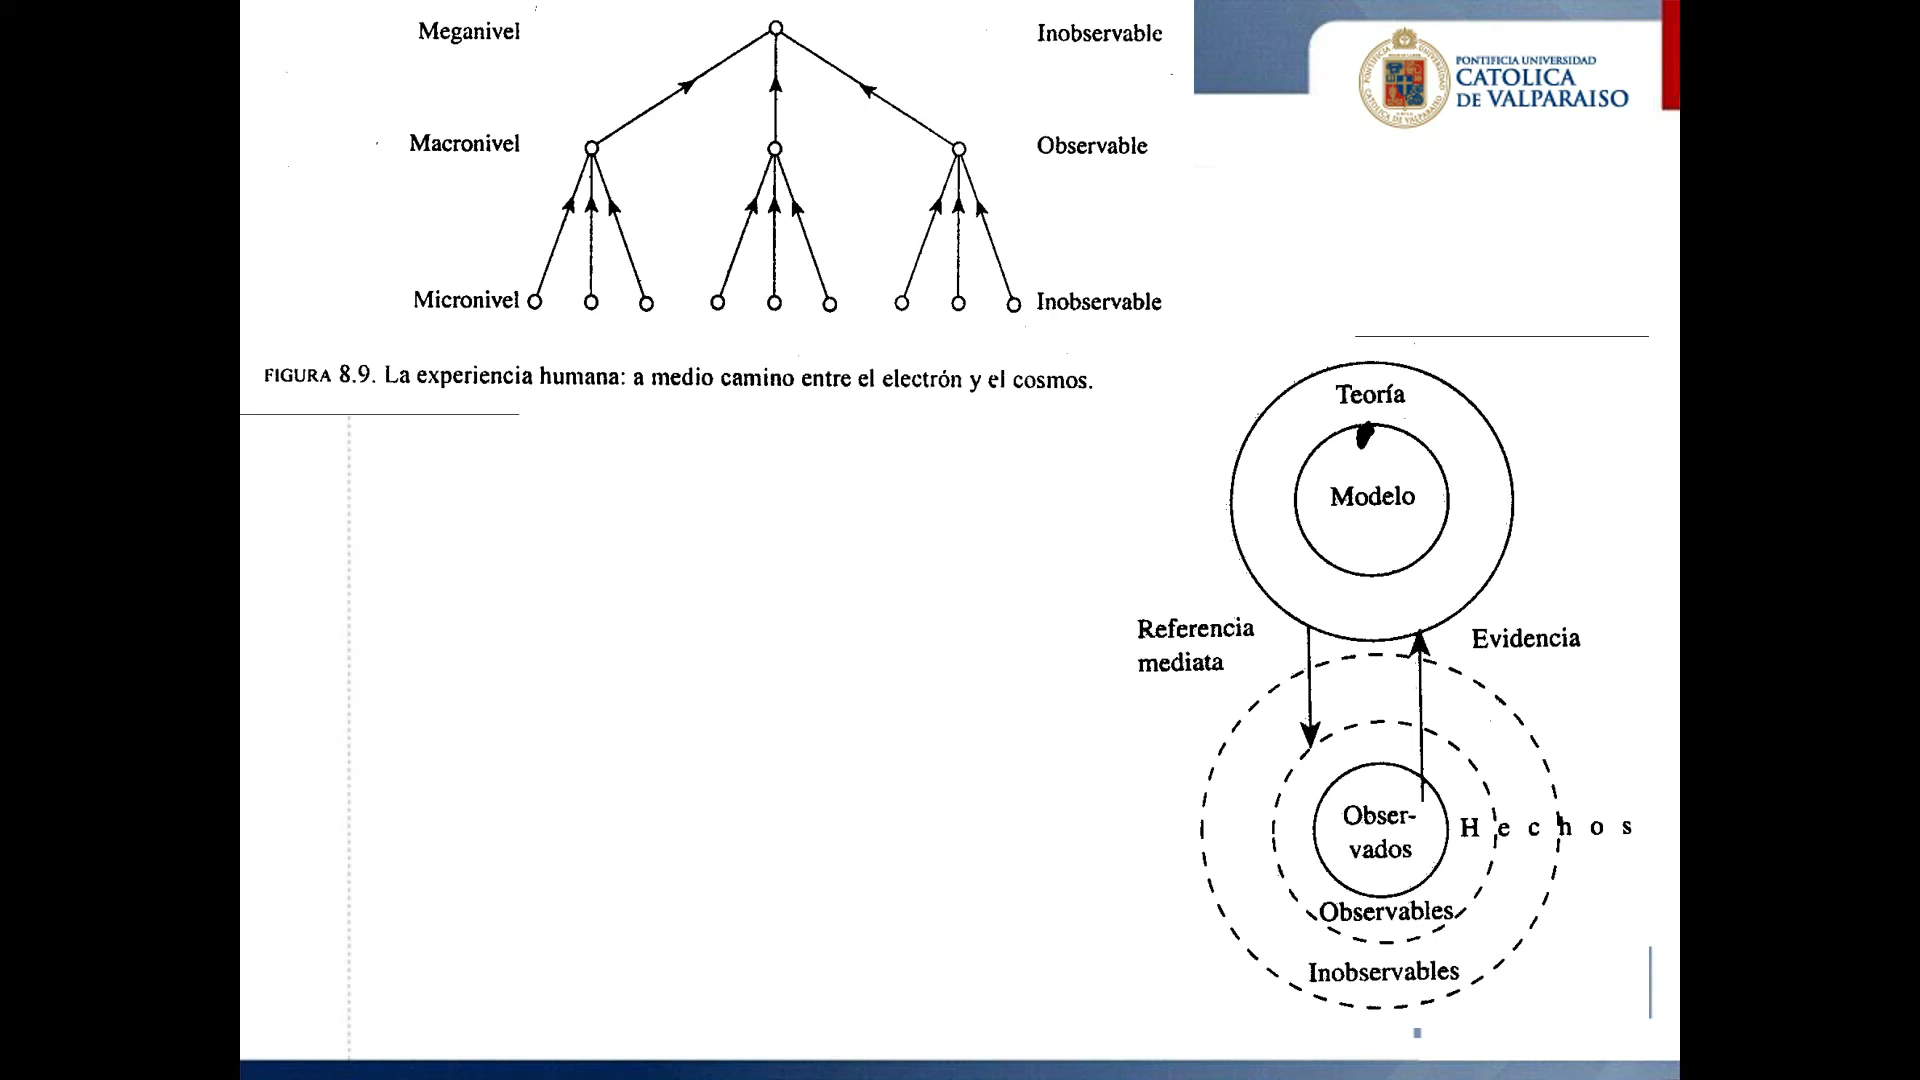 Meganivel
Inobservable
Macronivel
Observable
Micronivel
Inobservable
FIGURA 8.9. La experiencia humana: a medio camino entre el electrón y el cosmos.
PONTIFICIA UNIVERSIDAD
CATOLICA
DE VALPARAISO
Teoría
Modelo
Referencia
mediata
Evidencia
Obser-
vados
Hechos
Observables
Inobservables